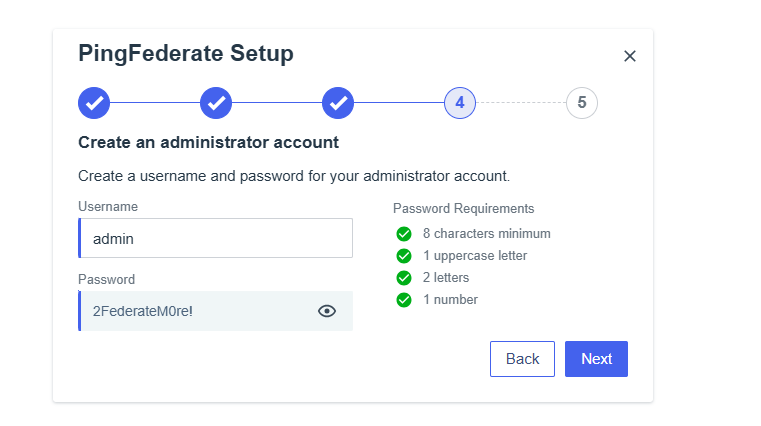 PingFederate Setup
4
5
Create an administrator account
Create a username and password for your administrator account.
Username
admin
Password
2FederateM0re!
Password Requirements
8 characters minimum
1 uppercase letter
2 letters
1 number
Back
Next